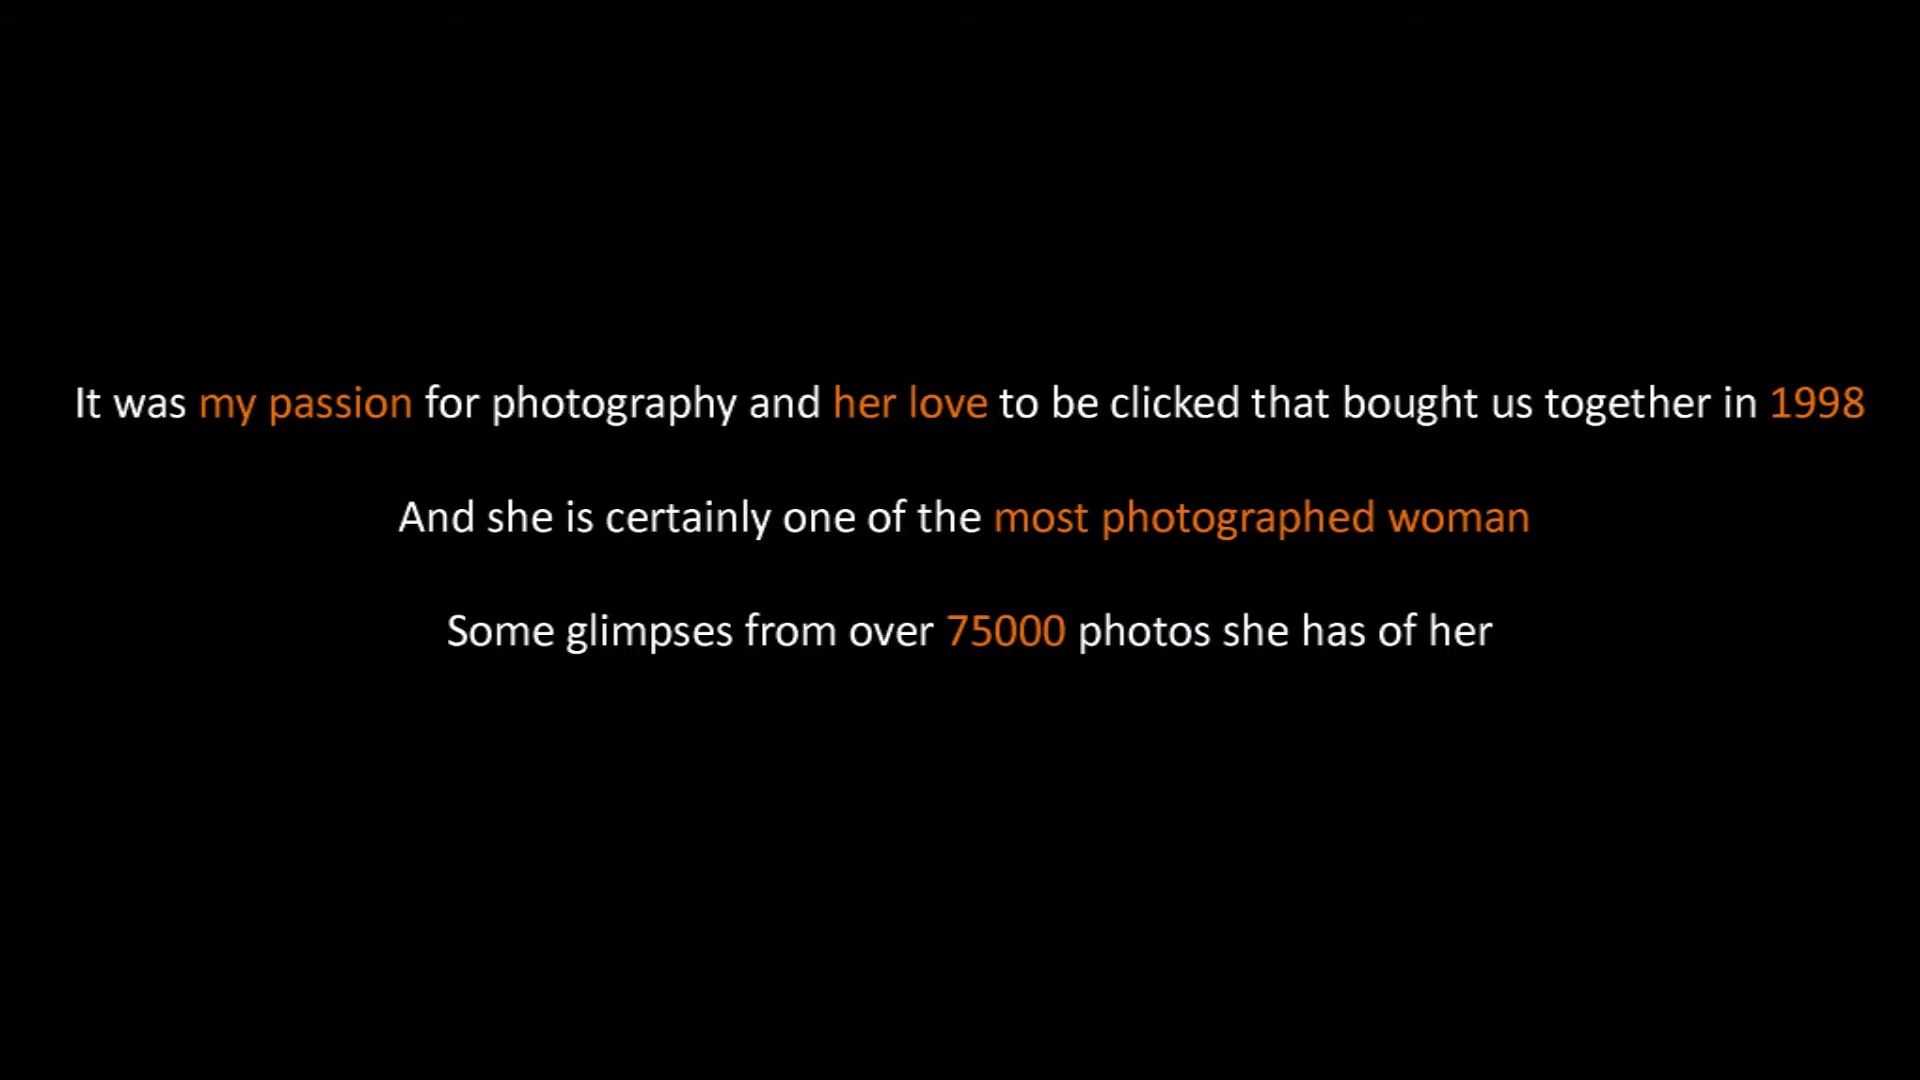 It was my passion for photography and her love to be clicked that bought us together in 1998
And she is certainly one of the most photographed woman
Some glimpses from over 75000 photos she has of her